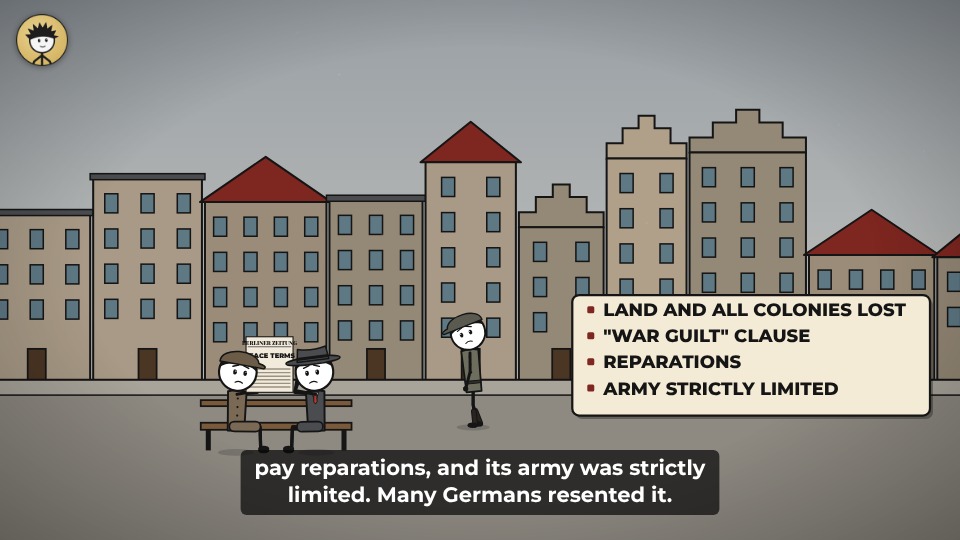 BERLINER ZEITUNG
ACE TERMS
LAND AND ALL COLONIES LOST
"WAR GUILT" CLAUSE
REPARATIONS
ARMY STRICTLY LIMITED
pay reparations, and its army was strictly
limited. Many Germans resented it.